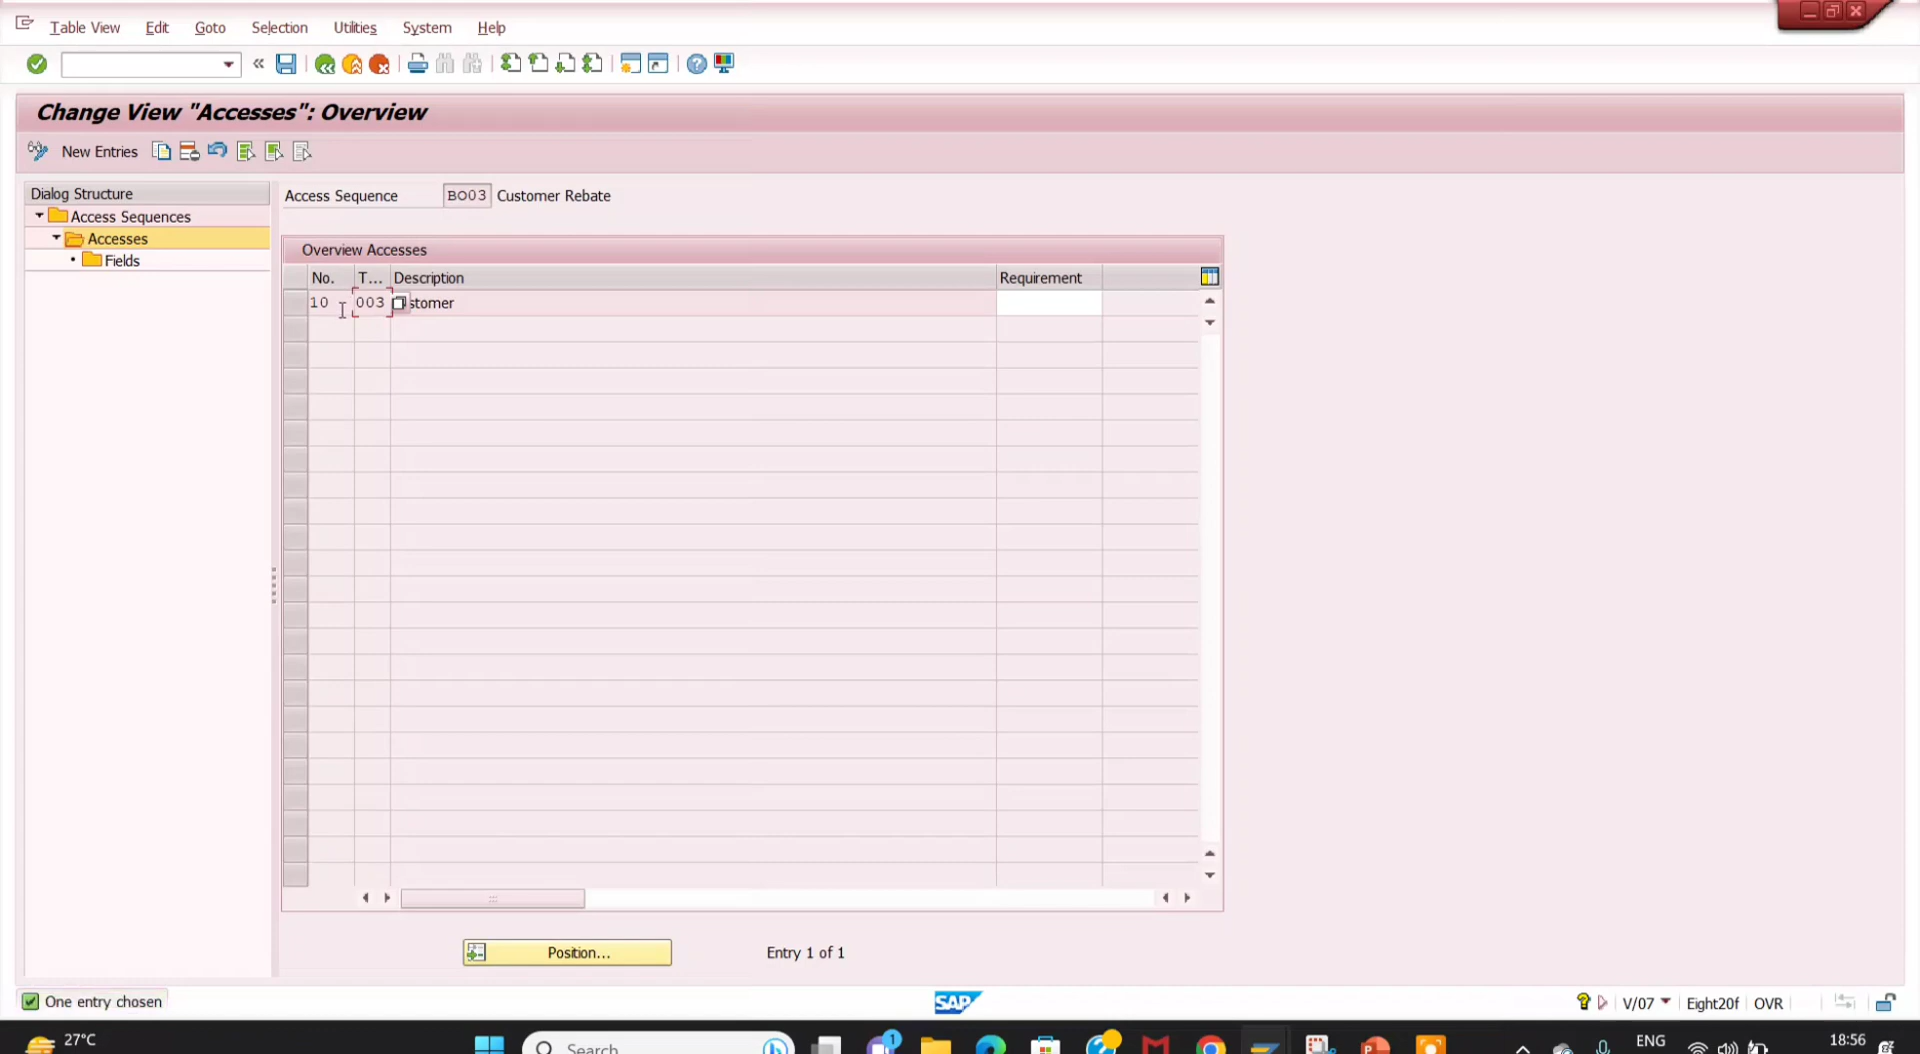 Table View Edit Goto Selection Utilities System Help
Change View "Accesses": Overview
New Entries
Dialog Structure
Access Sequences
Accesses
Fields
Access Sequence BO03 Customer Rebate
Overview Accesses
No. T... Description Requirement
10 003 stomer
Position... Entry 1 of 1
One entry chosen
SAP
V/07 Eight20f OVR
27°C
Search
1
ENG
18:56